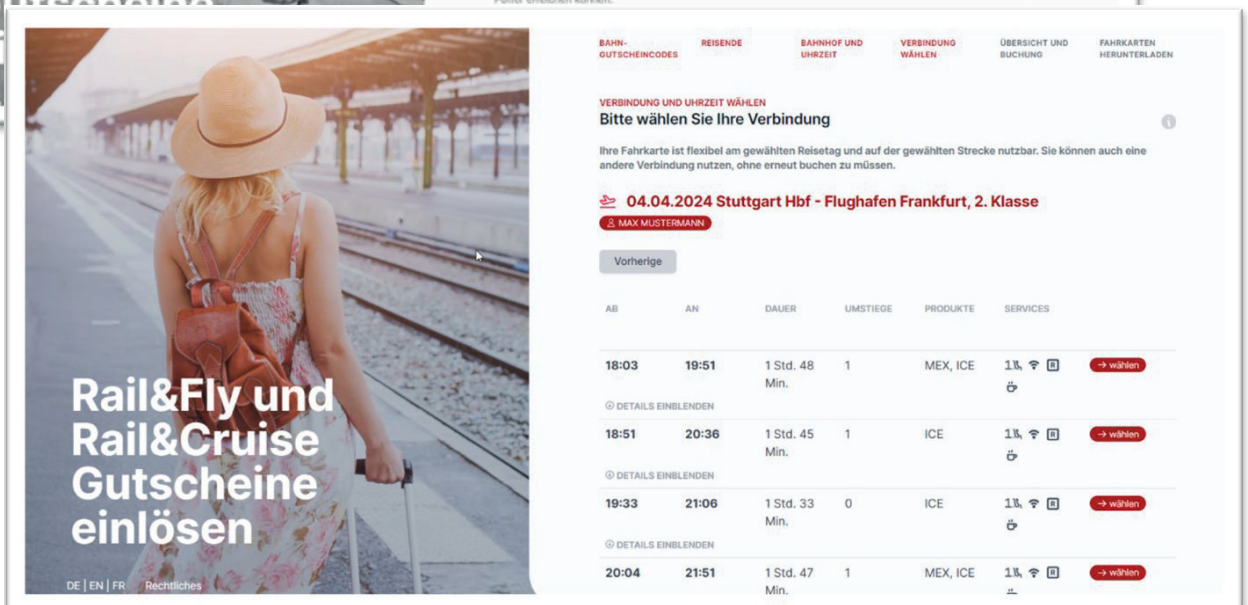 BAHN-GUTSCHEINCODES
REISENDE
BAHNHOF UND UHRZEIT
VERBINDUNG WÄHLEN
ÜBERSICHT UND BUCHUNG
FAHRKARTEN HERUNTERLADEN
VERBINDUNG UND UHRZEIT WÄHLEN
Bitte wählen Sie Ihre Verbindung
Ihre Fahrkarte ist flexibel am gewählten Reisetag und auf der gewählten Strecke nutzbar. Sie können auch eine
andere Verbindung nutzen, ohne erneut buchen zu müssen.
04.04.2024 Stuttgart Hbf - Flughafen Frankfurt, 2. Klasse
MAX MUSTERMANN
Vorherige
AB AN DAUER UMSTIEGE PRODUKTE SERVICES
18:03 19:51 1 Std. 48 1 MEX, ICE → wählen
Min.
DETAILS EINBLENDEN
18:51 20:36 1 Std. 45 1 ICE → wählen
Min.
DETAILS EINBLENDEN
19:33 21:06 1 Std. 33 0 ICE → wählen
Min.
DETAILS EINBLENDEN
20:04 21:51 1 Std. 47 1 MEX, ICE → wählen
Min.
Rail&Fly und
Rail&Cruise
Gutscheine
einlösen
DE | EN | FR Rechtliches